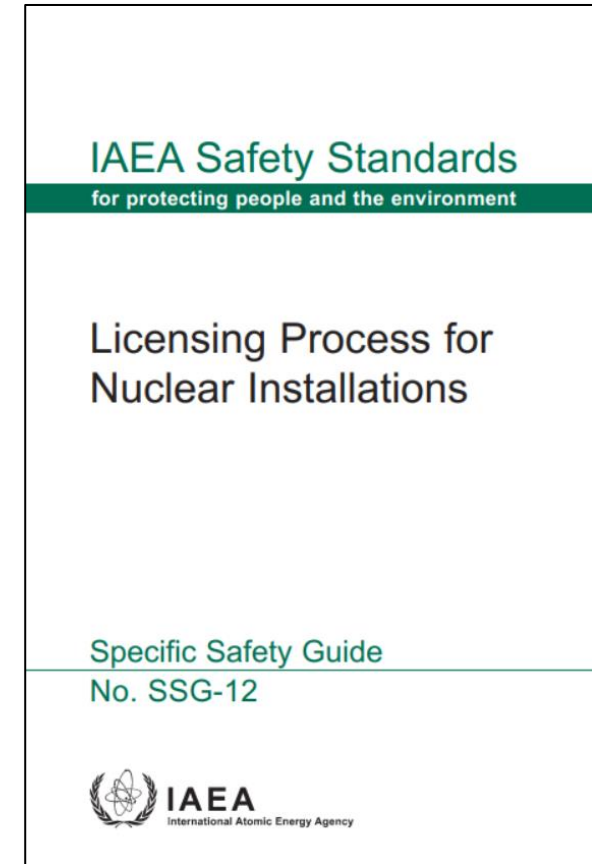 IAEA Safety Standards
for protecting people and the environment
Licensing Process for
Nuclear Installations
Specific Safety Guide
No. SSG-12
IAEA
International Atomic Energy Agency